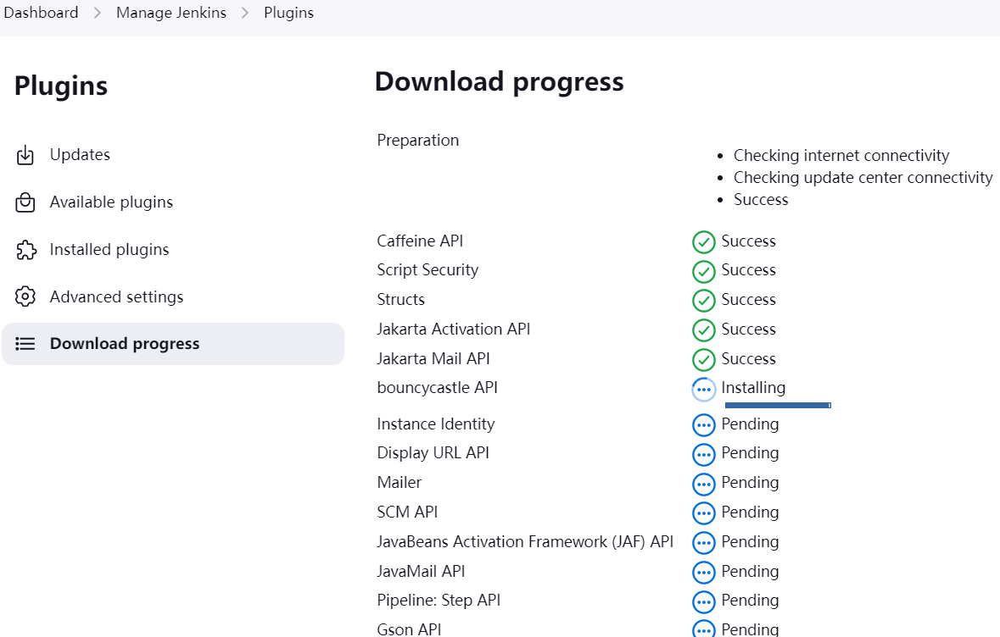 Dashboard > Manage Jenkins > Plugins
Plugins
Updates
Available plugins
Installed plugins
Advanced settings
Download progress
Download progress
Preparation
• Checking internet connectivity
• Checking update center connectivity
• Success
Caffeine API Success
Script Security Success
Structs Success
Jakarta Activation API Success
Jakarta Mail API Success
bouncycastle API Installing
Instance Identity Pending
Display URL API Pending
Mailer Pending
SCM API Pending
JavaBeans Activation Framework (JAF) API Pending
JavaMail API Pending
Pipeline: Step API Pending
Gson API Pending